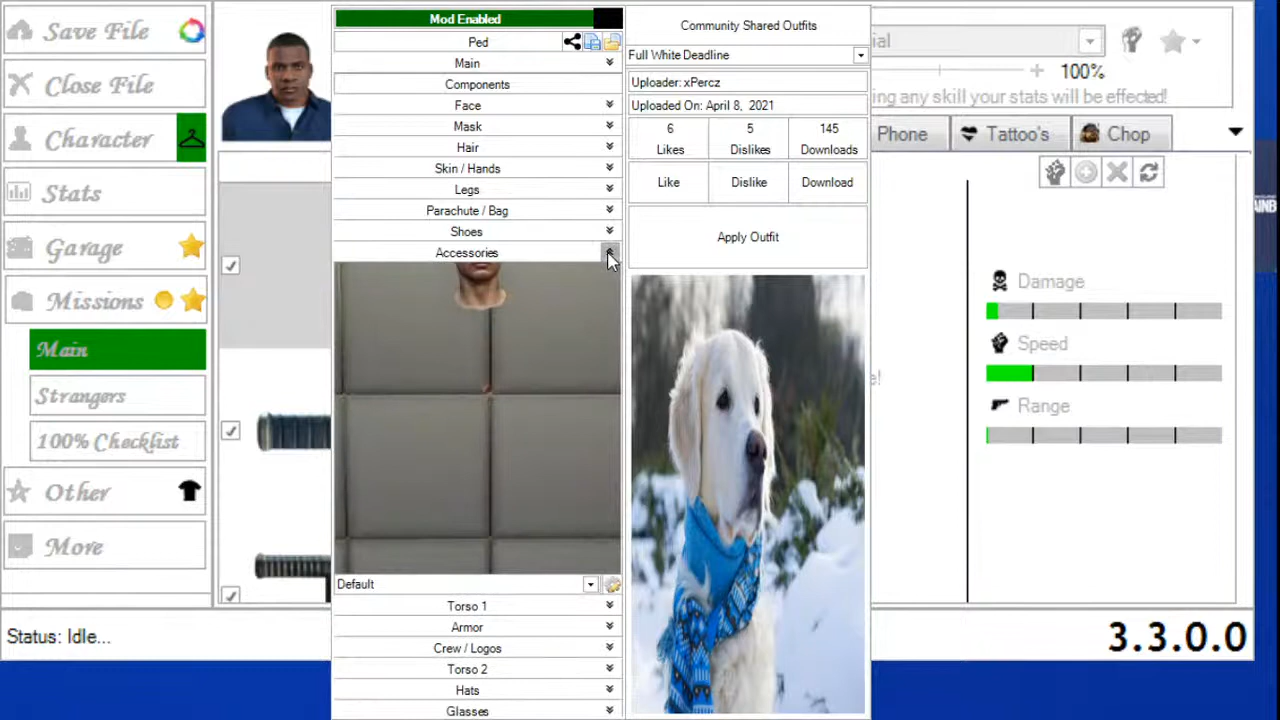 Save File
Close File
Character
Stats
Garage
Missions
Main
Strangers
100% Checklist
Other
More
Status: Idle...
Mod Enabled
Ped
Main
Components
Face
Mask
Hair
Skin / Hands
Legs
Parachute / Bag
Shoes
Accessories
Default
Torso 1
Armor
Crew / Logos
Torso 2
Hats
Glasses
Community Shared Outfits
Full White Deadline
Uploader: xPercz
Uploaded On: April 8, 2021
6 5 145
Likes Dislikes Downloads
Like Dislike Download
Apply Outfit
ial
100%
ing any skill your stats will be effected!
Phone Tattoo's Chop
Damage
Speed
Range
e!
3.3.0.0